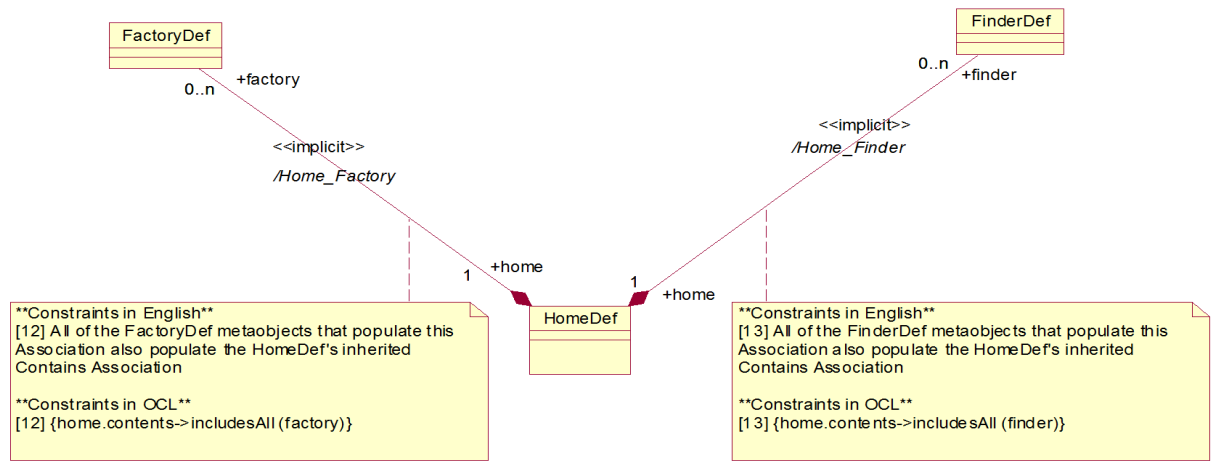 FactoryDef
FinderDef
+factory
0..n
0..n
+finder
<<implicit>>
/Home_Factory
<<implicit>>
/Home_Finder
1
+home
1
+home
HomeDef
**Constraints in English**
[12] All of the FactoryDef metaobjects that populate this
Association also populate the HomeDef's inherited
Contains Association
**Constraints in OCL**
[12] {home.contents->includesAll (factory)}
**Constraints in English**
[13] All of the FinderDef metaobjects that populate this
Association also populate the HomeDef's inherited
Contains Association
**Constraints in OCL**
[13] {home.contents->includesAll (finder)}